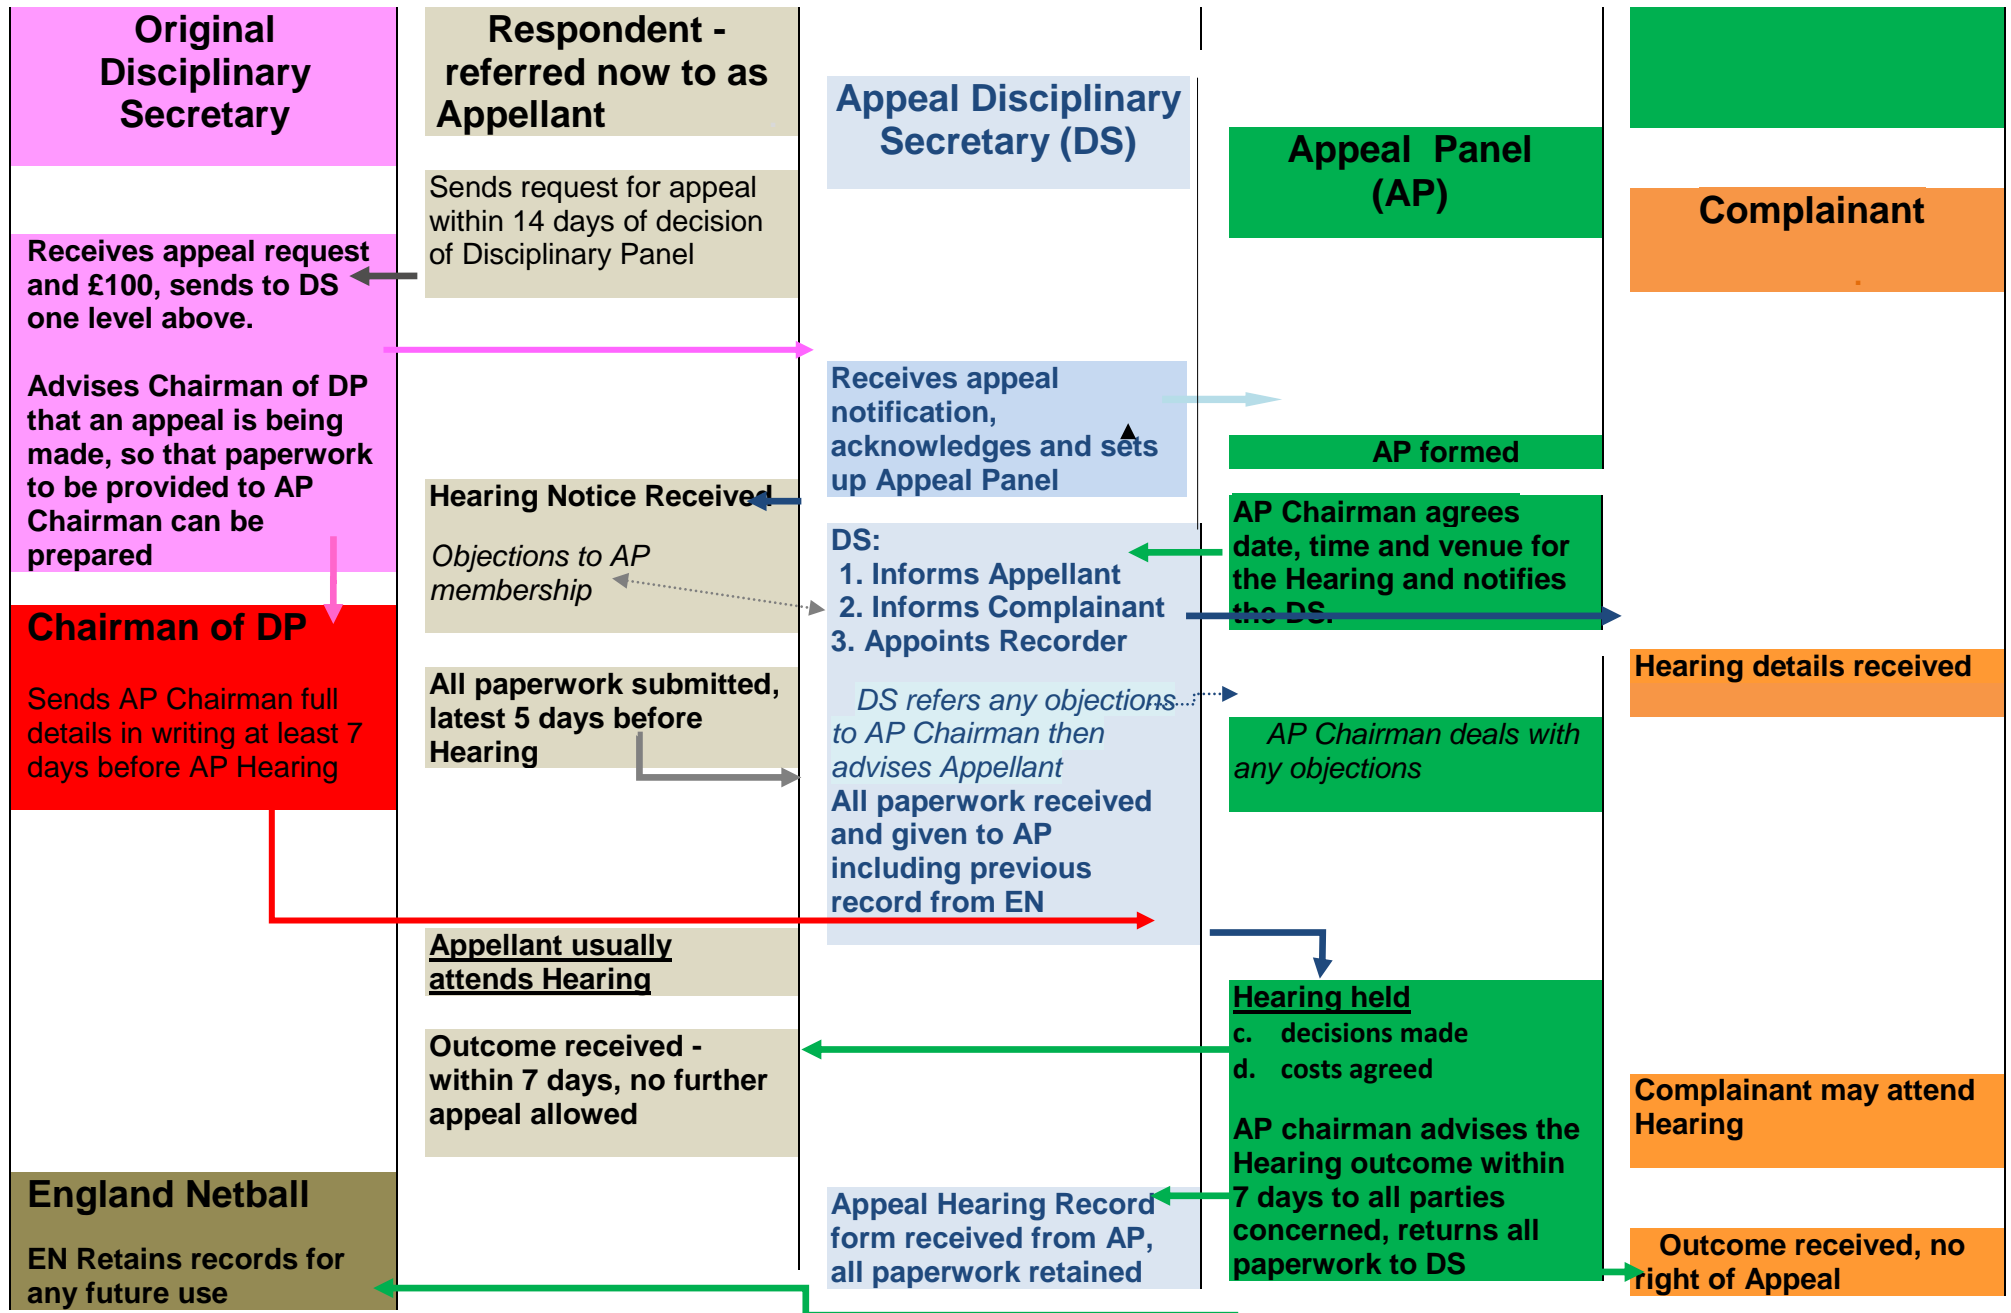 Original
Disciplinary
Secretary
Receives appeal request
and £100, sends to DS
one level above.
Advises Chairman of DP
that an appeal is being
made, so that paperwork
to be provided to AP
Chairman can be
prepared
Chairman of DP
Sends AP Chairman full
details in writing at least 7
days before AP Hearing
England Netball
EN Retains records for
any future use
Respondent -
referred now to as
Appellant
Sends request for appeal
within 14 days of decision
of Disciplinary Panel
Hearing Notice Received
Objections to AP
membership
All paperwork submitted,
latest 5 days before
Hearing
Appellant usually
attends Hearing
Outcome received -
within 7 days, no further
appeal allowed
Appeal Disciplinary
Secretary (DS)
Receives appeal
notification,
acknowledges and sets
up Appeal Panel
DS:
1. Informs Appellant
2. Informs Complainant
3. Appoints Recorder
DS refers any objections
to AP Chairman then
advises Appellant
All paperwork received
and given to AP
including previous
record from EN
Appeal Hearing Record
form received from AP,
all paperwork retained
Appeal Panel
(AP)
AP formed
AP Chairman agrees
date, time and venue for
the Hearing and notifies
the DS.
AP Chairman deals with
any objections
Hearing held
c. decisions made
d. costs agreed
AP chairman advises the
Hearing outcome within
7 days to all parties
concerned, returns all
paperwork to DS
Complainant
.
Hearing details received
Complainant may attend
Hearing
Outcome received, no
right of Appeal